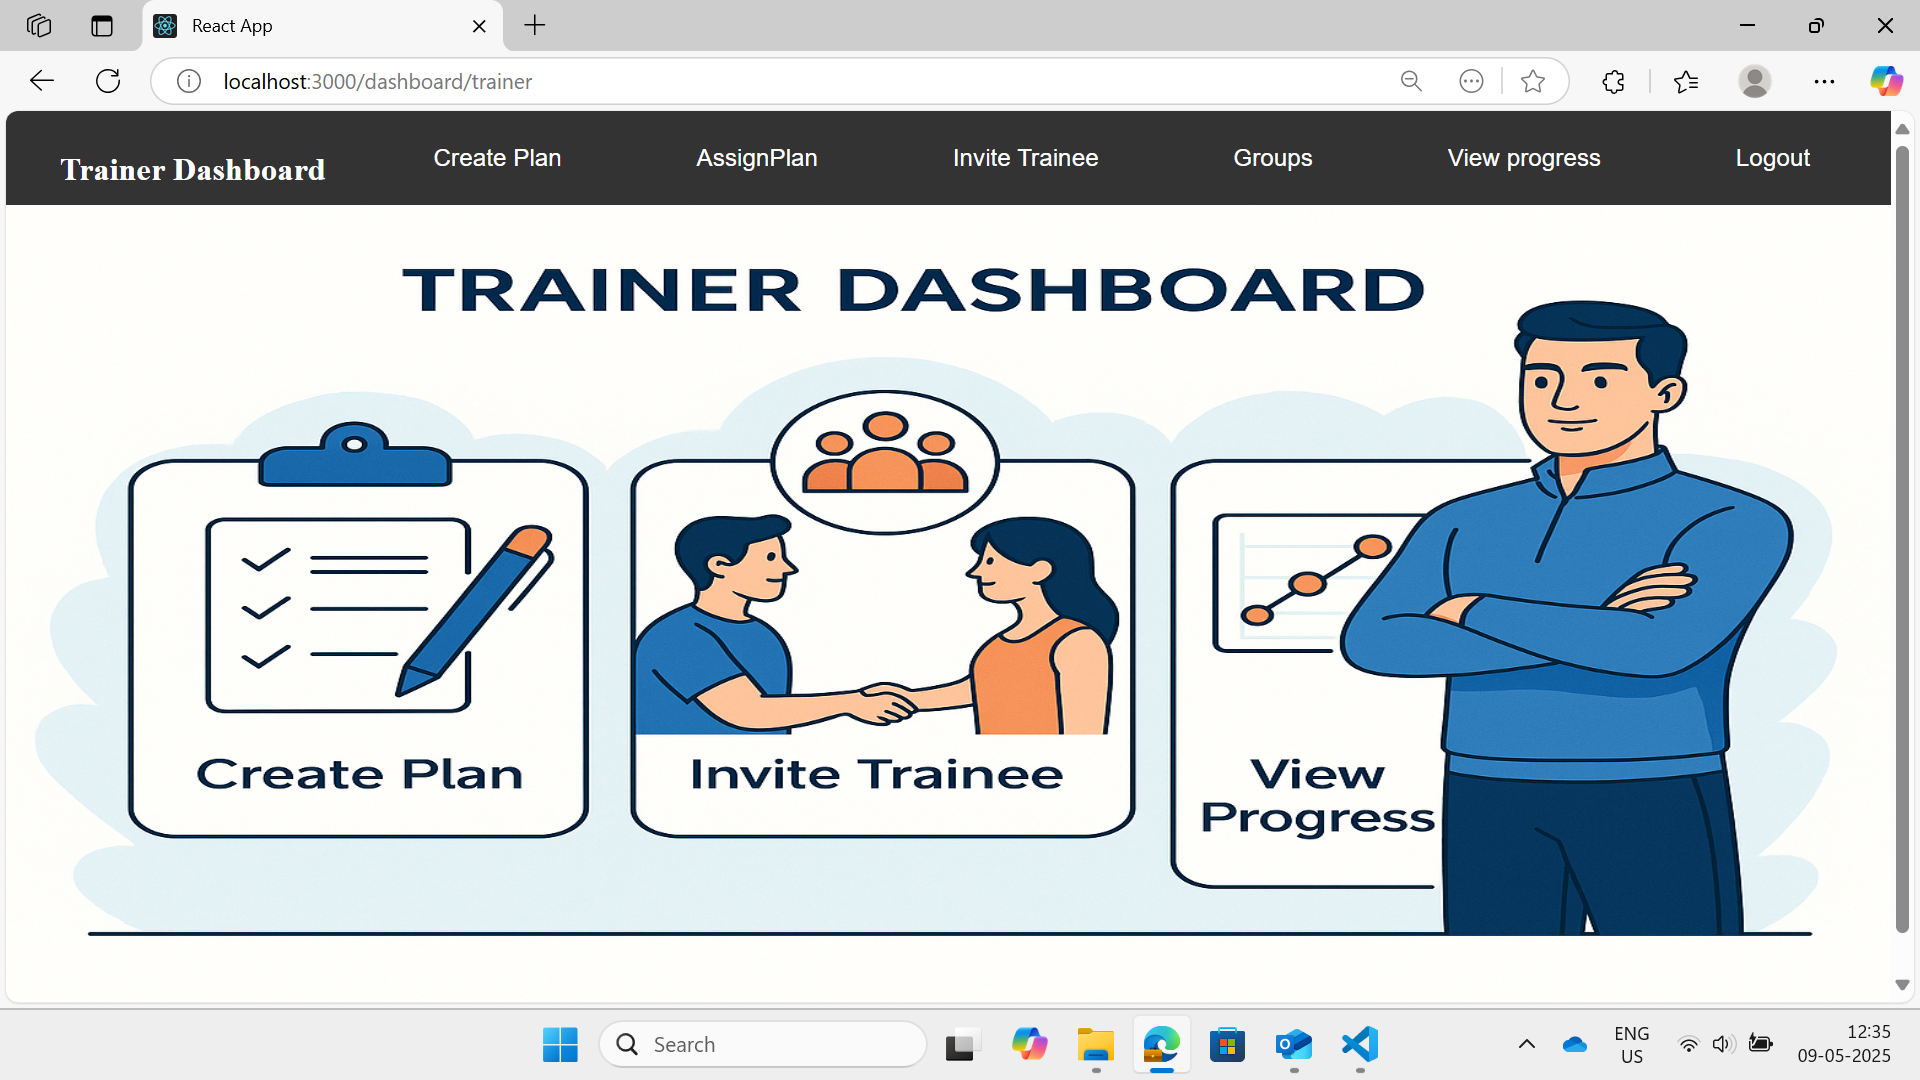 React App
localhost:3000/dashboard/trainer
Trainer Dashboard
Create Plan
AssignPlan
Invite Trainee
Groups
View progress
Logout
TRAINER DASHBOARD
Create Plan
Invite Trainee
View
Progress
Search
ENG
US
12:35
09-05-2025